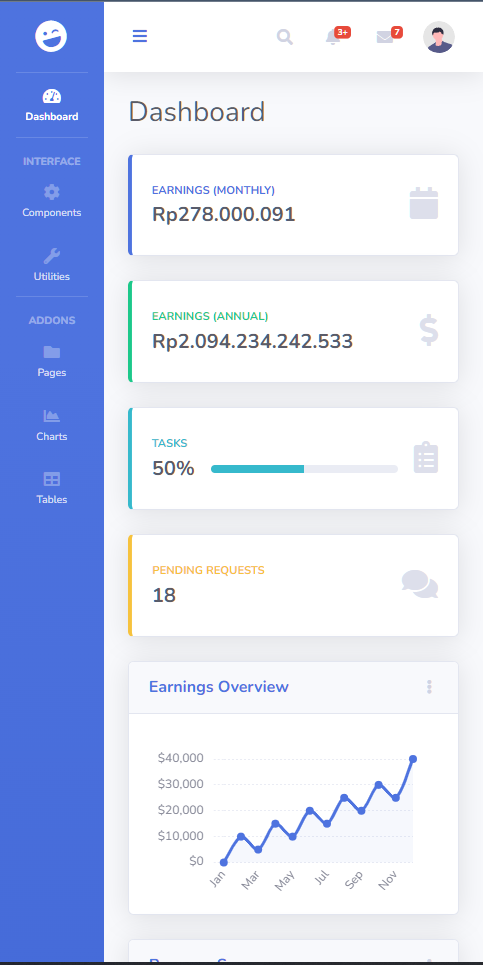 3+
7
Dashboard
INTERFACE
Components
Utilities
ADDONS
Pages
Charts
Tables
Dashboard
EARNINGS (MONTHLY)
Rp278.000.091
EARNINGS (ANNUAL)
Rp2.094.234.242.533
TASKS
50%
PENDING REQUESTS
18
Earnings Overview
$40,000
$30,000
$20,000
$10,000
$0
Jan
Mar
May
Jul
Sep
Nov